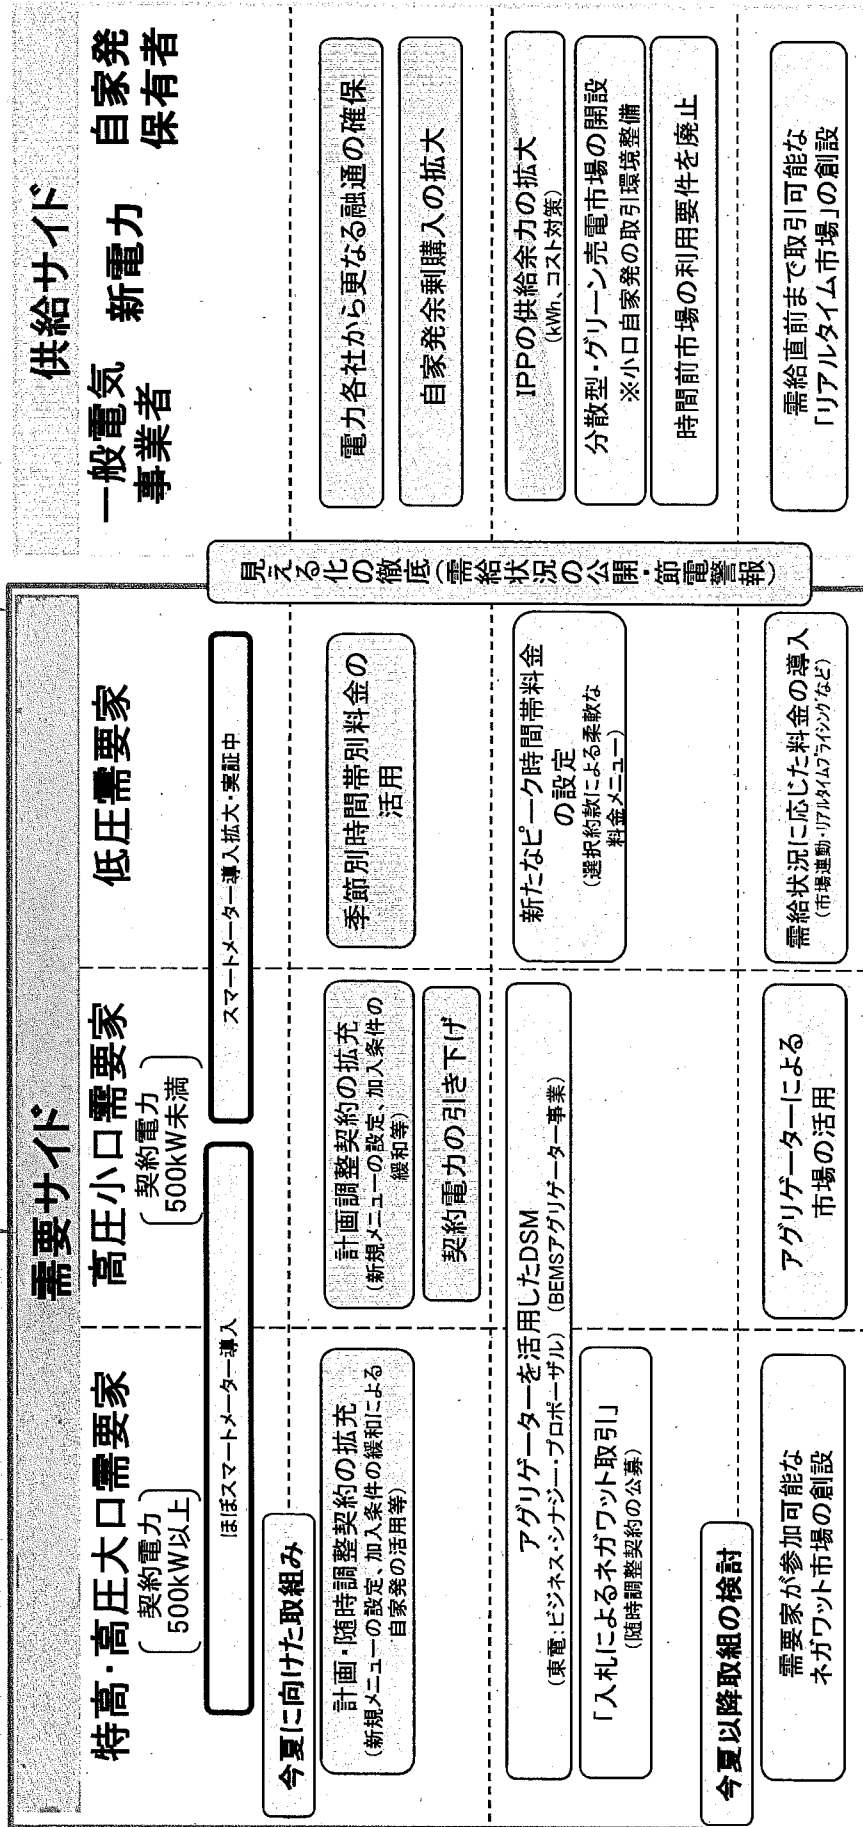 需要サイド
供給サイド
特高・高圧大口需要家
契約電力
500kW以上
高圧小口需要家
契約電力
500kW未満
低圧需要家
一般電気
事業者
新電力
自家発
保有者
ほぼスマートメーター導入
スマートメーター導入拡大・実証中
見える化の徹底(需給状況の公開・節電警報)
今夏に向けた取組み
計画・随時調整契約の拡充
(新規メニューの設定、加入条件の緩和による
自家発の活用等)
計画調整契約の拡充
(新規メニューの設定、加入条件の
緩和等)
契約電力の引き下げ
季節別時間帯別料金の
活用
電力各社から更なる融通の確保
自家発余剰購入の拡大
アグリゲーターを活用したDSM
(東電:ビジネス・シナジー・プロポーザル) (BEMSアグリゲーター事業)
「入札によるネガワット取引」
(随時調整契約の公募)
新たなピーク時間帯料金
の設定
(選択約款による柔軟な
料金メニュー)
IPPの供給余力の拡大
(kWh、コスト対策)
分散型・グリーン売電市場の開設
※小口自家発の取引環境整備
時間前市場の利用要件を廃止
今夏以降取組の検討
需要家が参加可能な
ネガワット市場の創設
アグリゲーターによる
市場の活用
需給状況に応じた料金の導入
(市場連動・リアルタイムプライシングなど)
需給直前まで取引可能な
「リアルタイム市場」の創設